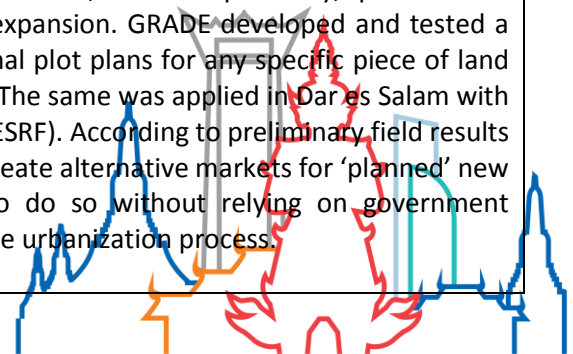 expansion. GRADE developed and tested a
nal plot plans for any specific piece of land
The same was applied in Dar es Salam with
ESRF). According to preliminary field results
eate alternative markets for ‘planned’ new
o do so without relying on government
e urbanization process.